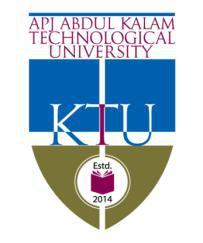 APJ ABDUL KALAM
TECHNOLOGICAL
UNIVERSITY
KTU
Estd.
2014